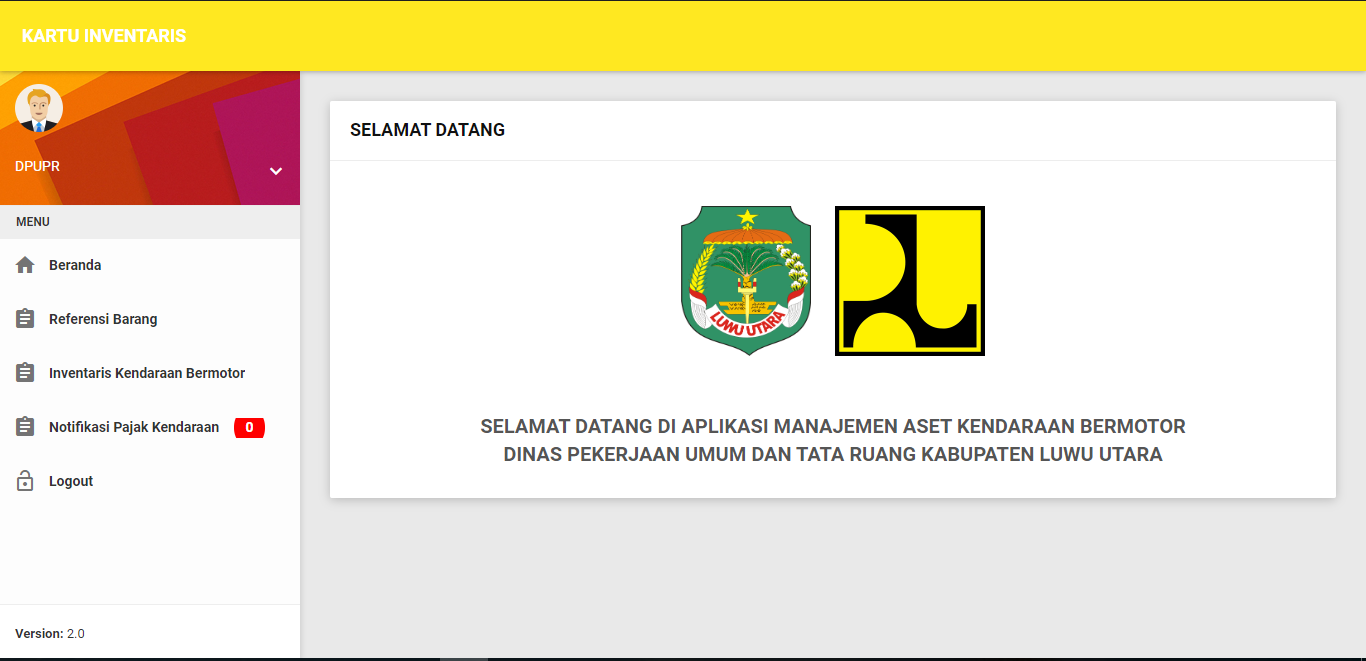 KARTU INVENTARIS
DPUPR
MENU
Beranda
Referensi Barang
Inventaris Kendaraan Bermotor
Notifikasi Pajak Kendaraan 0
Logout
Version: 2.0
SELAMAT DATANG
LUWU UTARA
SELAMAT DATANG DI APLIKASI MANAJEMEN ASET KENDARAAN BERMOTOR
DINAS PEKERJAAN UMUM DAN TATA RUANG KABUPATEN LUWU UTARA